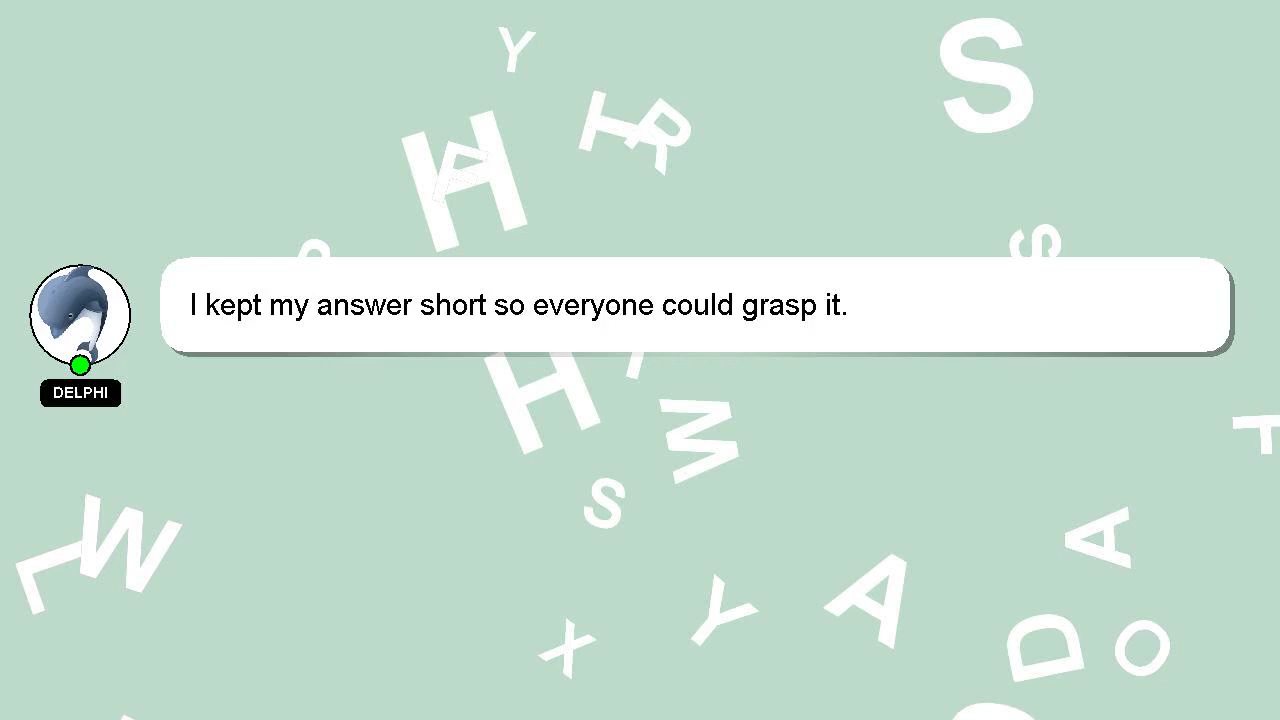 I kept my answer short so everyone could grasp it.
DELPHI
Y
S
T
R
H
A
S
H
W
S
T
W
L
A
A
Y
X
D
O